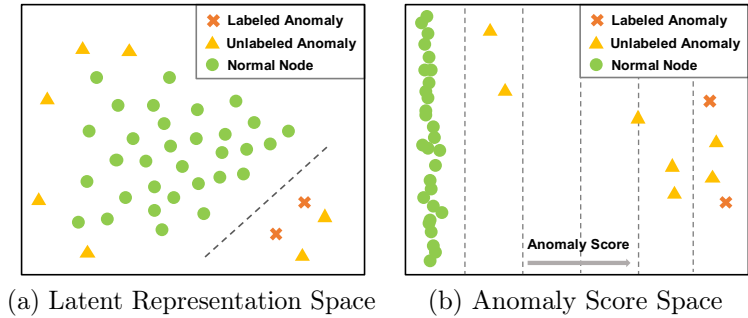 Labeled Anomaly
Unlabeled Anomaly
Normal Node
Labeled Anomaly
Unlabeled Anomaly
Normal Node
Anomaly Score
(a) Latent Representation Space
(b) Anomaly Score Space